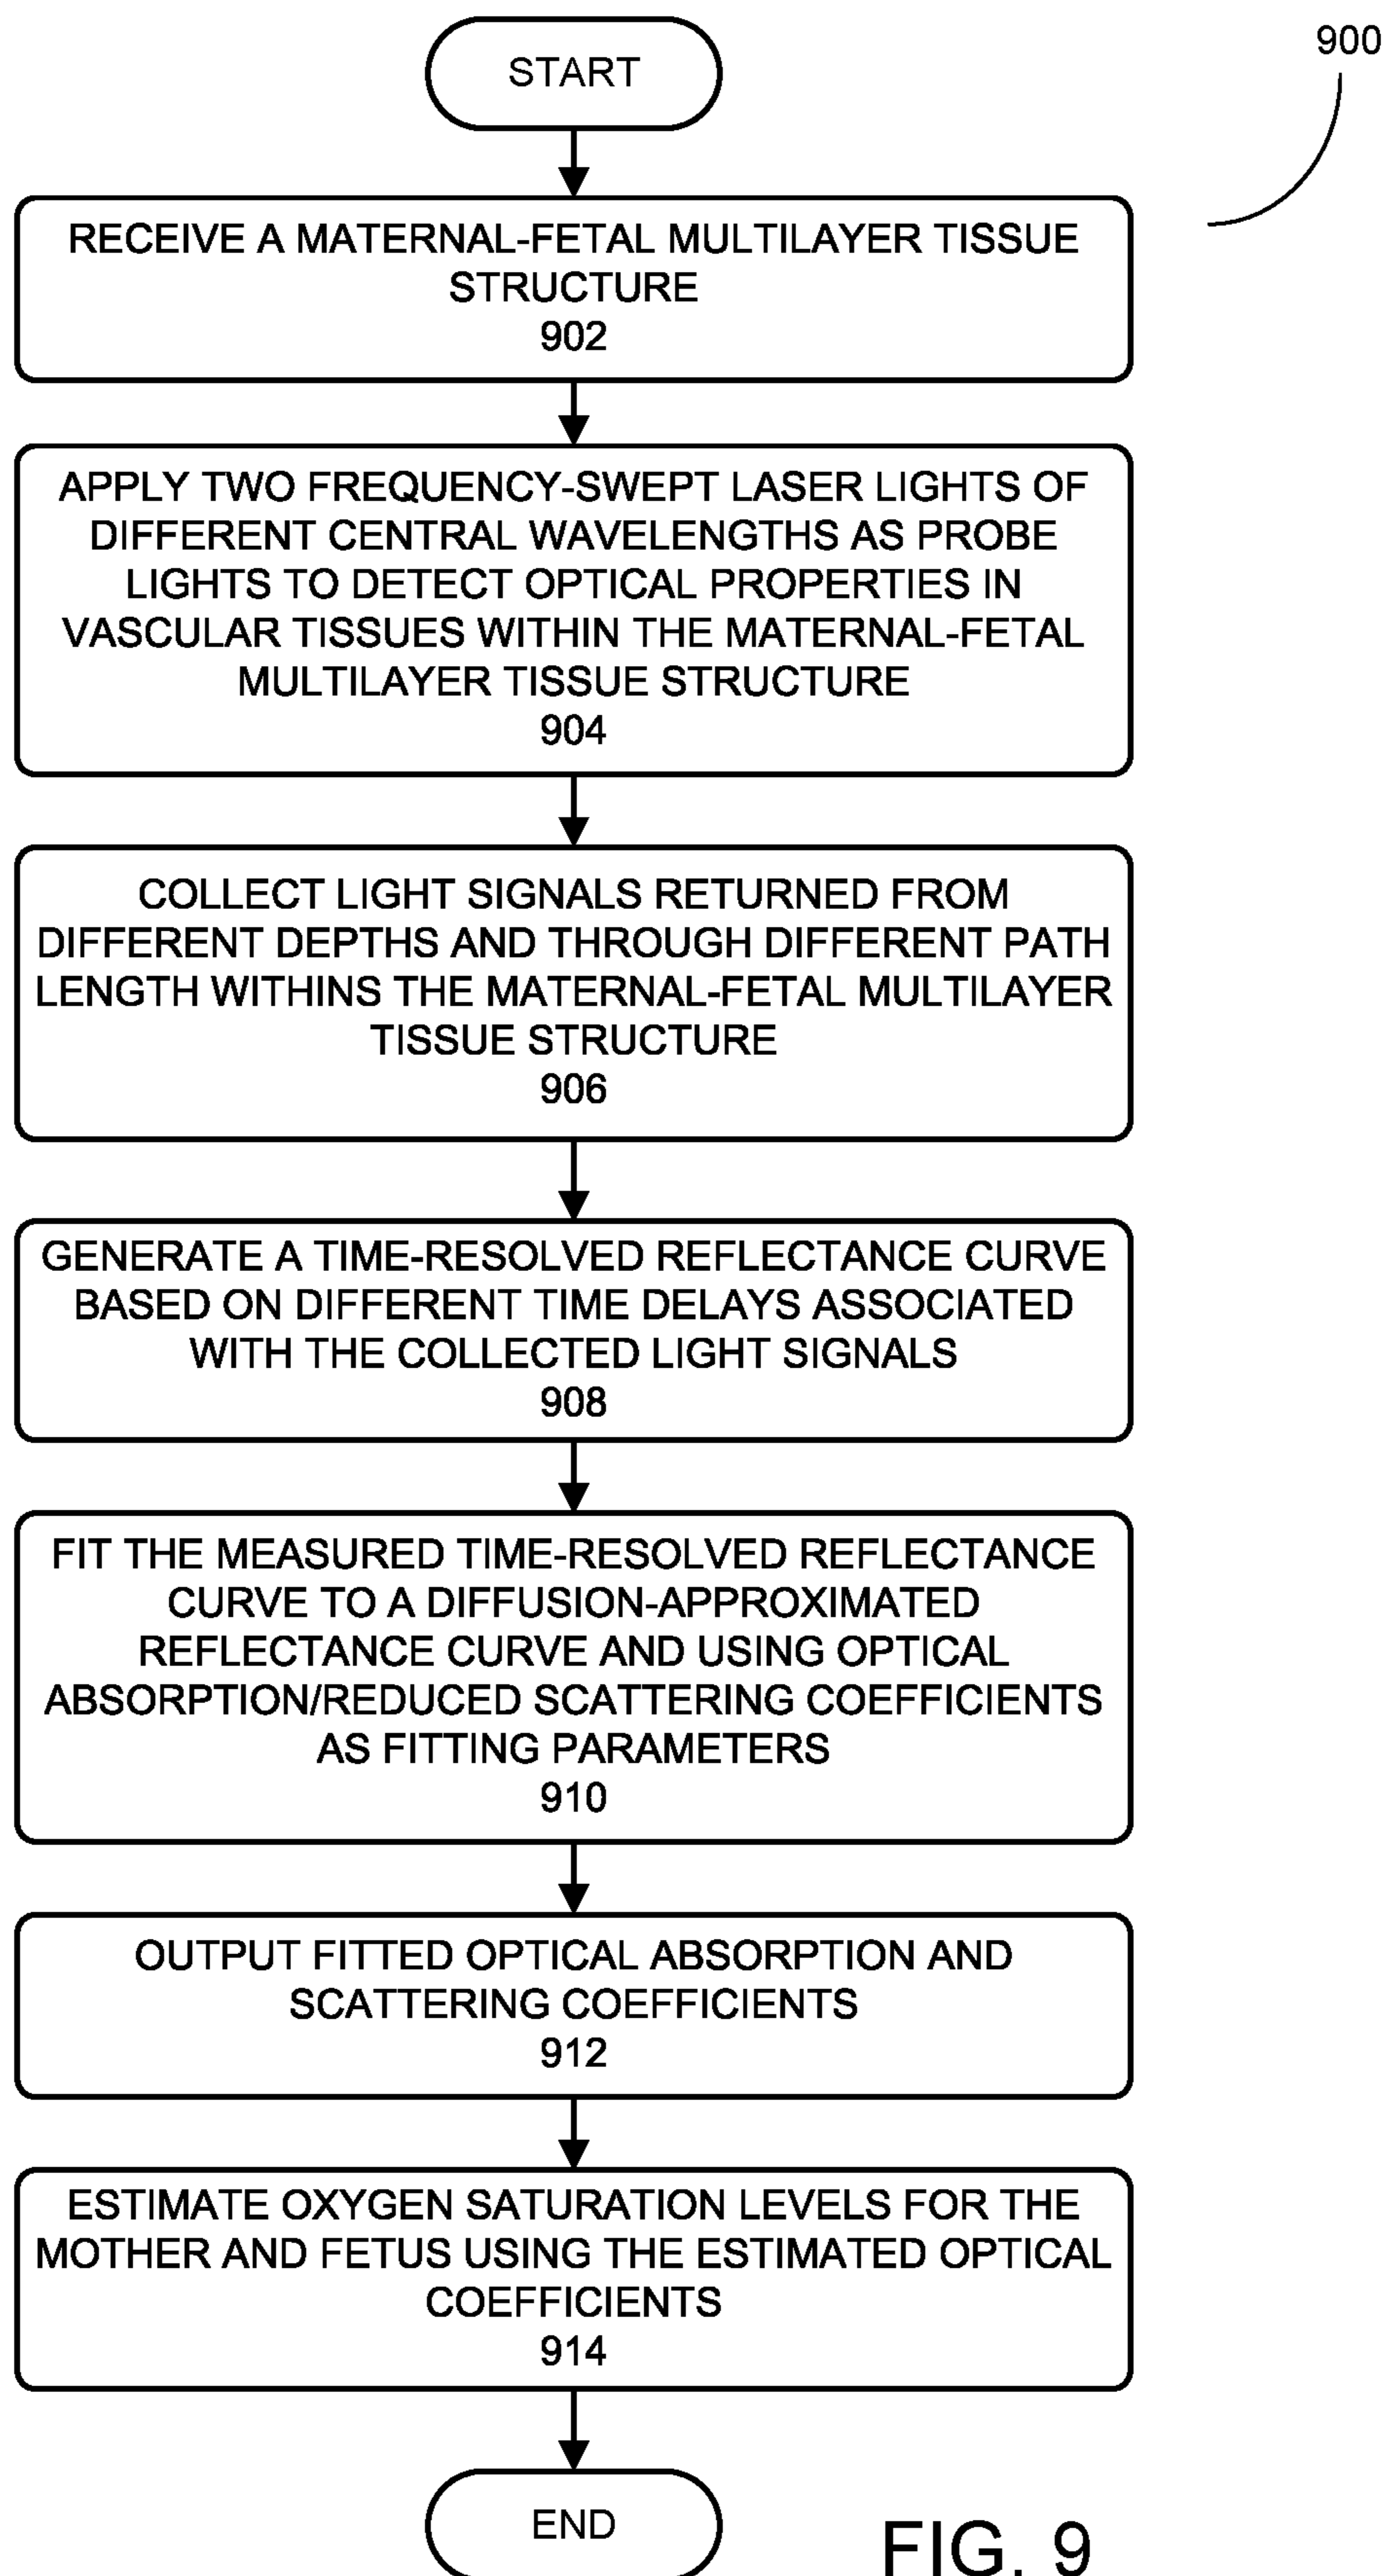 START
900
RECEIVE A MATERNAL-FETAL MULTILAYER TISSUE
STRUCTURE
902
APPLY TWO FREQUENCY-SWEPT LASER LIGHTS OF
DIFFERENT CENTRAL WAVELENGTHS AS PROBE
LIGHTS TO DETECT OPTICAL PROPERTIES IN
VASCULAR TISSUES WITHIN THE MATERNAL-FETAL
MULTILAYER TISSUE STRUCTURE
904
COLLECT LIGHT SIGNALS RETURNED FROM
DIFFERENT DEPTHS AND THROUGH DIFFERENT PATH
LENGTH WITHINS THE MATERNAL-FETAL MULTILAYER
TISSUE STRUCTURE
906
GENERATE A TIME-RESOLVED REFLECTANCE CURVE
BASED ON DIFFERENT TIME DELAYS ASSOCIATED
WITH THE COLLECTED LIGHT SIGNALS
908
FIT THE MEASURED TIME-RESOLVED REFLECTANCE
CURVE TO A DIFFUSION-APPROXIMATED
REFLECTANCE CURVE AND USING OPTICAL
ABSORPTION/REDUCED SCATTERING COEFFICIENTS
AS FITTING PARAMETERS
910
OUTPUT FITTED OPTICAL ABSORPTION AND
SCATTERING COEFFICIENTS
912
ESTIMATE OXYGEN SATURATION LEVELS FOR THE
MOTHER AND FETUS USING THE ESTIMATED OPTICAL
COEFFICIENTS
914
END
FIG. 9